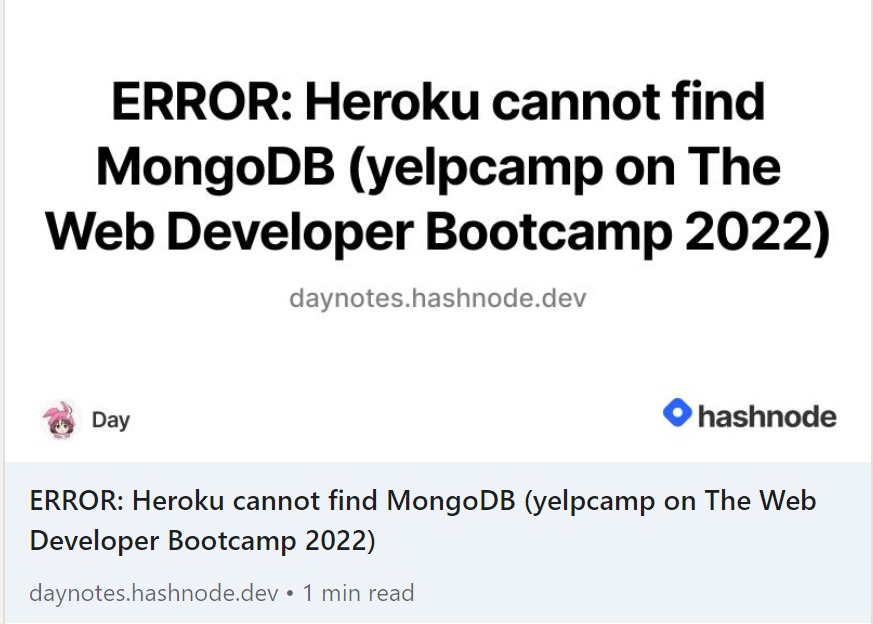 ERROR: Heroku cannot find
MongoDB (yelpcamp on The
Web Developer Bootcamp 2022)
daynotes.hashnode.dev
Day
hashnode
ERROR: Heroku cannot find MongoDB (yelpcamp on The Web
Developer Bootcamp 2022)
daynotes.hashnode.dev • 1 min read